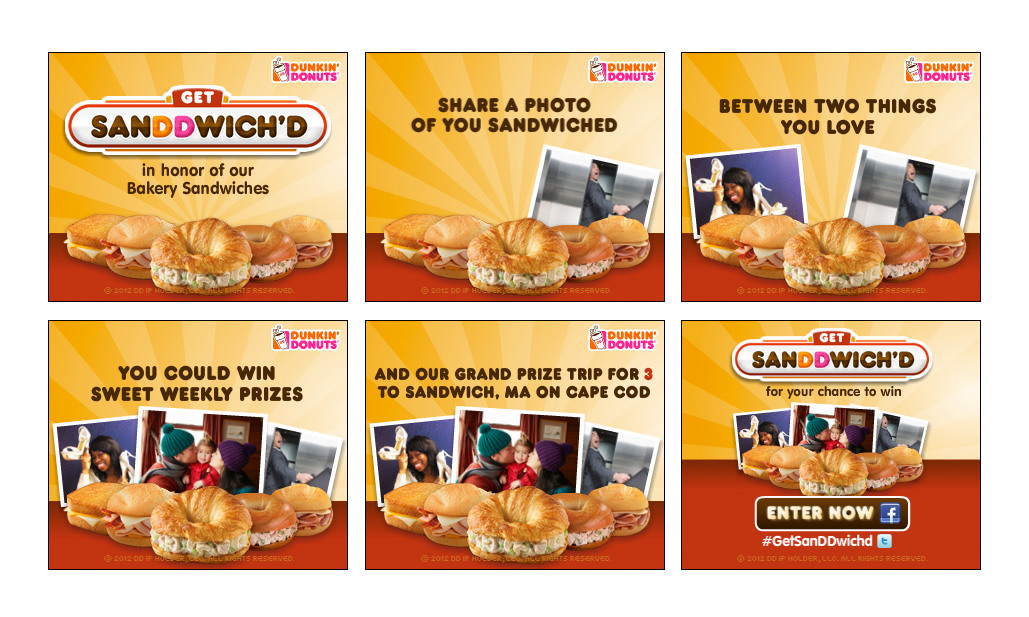 DUNKIN'
DONUTS
GET
SANDDWICH'D
in honor of our
Bakery Sandwiches
© 2012 DD IP HOLDER, LLC. ALL RIGHTS RESERVED.
DUNKIN'
DONUTS
SHARE A PHOTO
OF YOU SANDWICHED
© 2012 DD IP HOLDER, LLC. ALL RIGHTS RESERVED.
DUNKIN'
DONUTS
BETWEEN TWO THINGS
YOU LOVE
© 2012 DD IP HOLDER, LLC. ALL RIGHTS RESERVED.
DUNKIN'
DONUTS
YOU COULD WIN
SWEET WEEKLY PRIZES
© 2012 DD IP HOLDER, LLC. ALL RIGHTS RESERVED.
DUNKIN'
DONUTS
AND OUR GRAND PRIZE TRIP FOR 3
TO SANDWICH, MA ON CAPE COD
© 2012 DD IP HOLDER, LLC. ALL RIGHTS RESERVED.
GET
SANDDWICH'D
for your chance to win
ENTER NOW f
#GetSanDDwichd t
© 2012 DD IP HOLDER, LLC. ALL RIGHTS RESERVED.